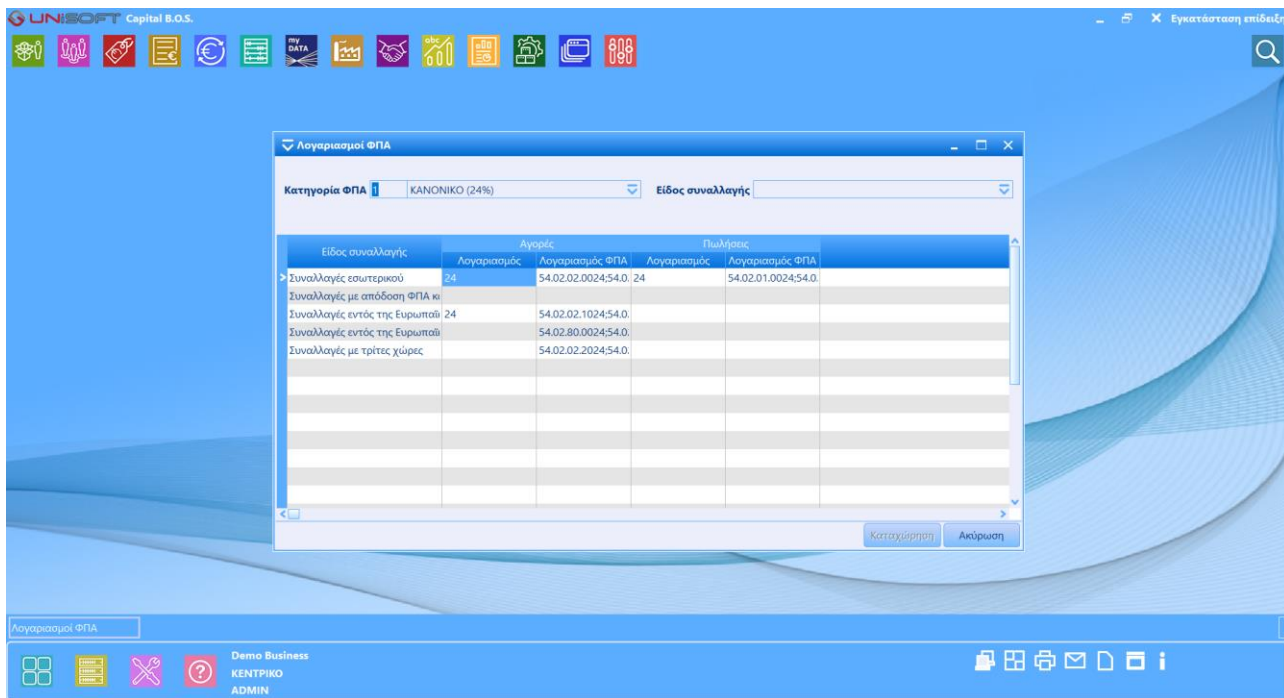 UNISOFT Capital B.O.S.
Εγκατάσταση επίδειξη
my DATA
abc
Λογαριασμοί ΦΠΑ
Κατηγορία ΦΠΑ 1 ΚΑΝΟΝΙΚΟ (24%) Είδος συναλλαγής
Είδος συναλλαγής Αγορές Πωλήσεις
Λογαριασμός Λογαριασμός ΦΠΑ Λογαριασμός Λογαριασμός ΦΠΑ
Συναλλαγές εσωτερικού 24 54.02.02.0024;54.0. 24 54.02.01.0024;54.0.
Συναλλαγές με απόδοση ΦΠΑ κι
Συναλλαγές εντός της Ευρωπαϊ 24 54.02.02.1024;54.0.
Συναλλαγές εντός της Ευρωπαϊ 54.02.80.0024;54.0.
Συναλλαγές με τρίτες χώρες 54.02.02.2024;54.0.
Καταχώρηση Ακύρωση
Λογαριασμοί ΦΠΑ
Demo Business
ΚΕΝΤΡΙΚΟ
ADMIN